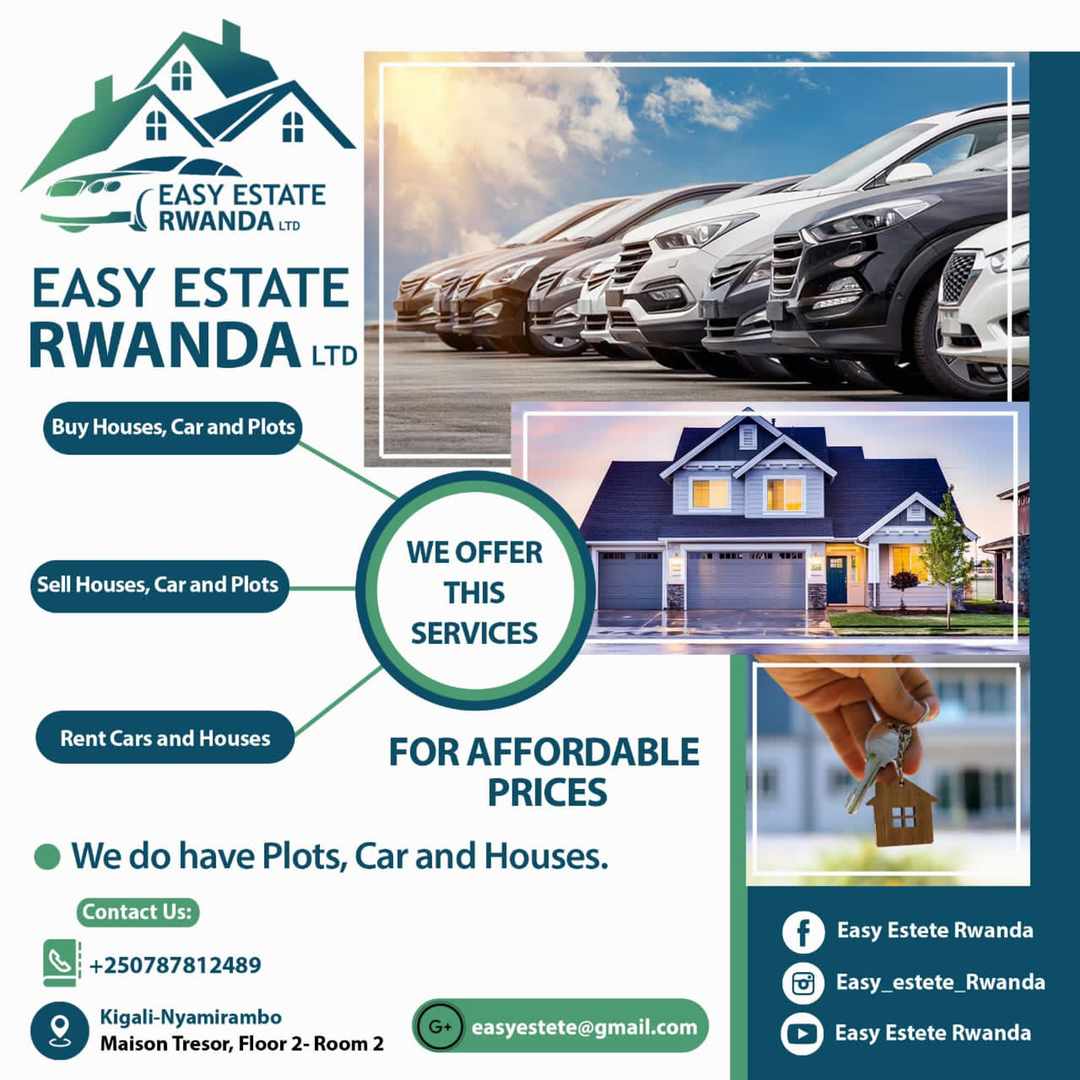 EASY ESTATE
RWANDA LTD
EASY ESTATE
RWANDA LTD
Buy Houses, Car and Plots
Sell Houses, Car and Plots
Rent Cars and Houses
WE OFFER
THIS
SERVICES
FOR AFFORDABLE
PRICES
We do have Plots, Car and Houses.
Contact Us:
+250787812489
Kigali-Nyamirambo
Maison Tresor, Floor 2- Room 2
G+ easyestete@gmail.com
Easy Estete Rwanda
Easy_estete_Rwanda
Easy Estete Rwanda